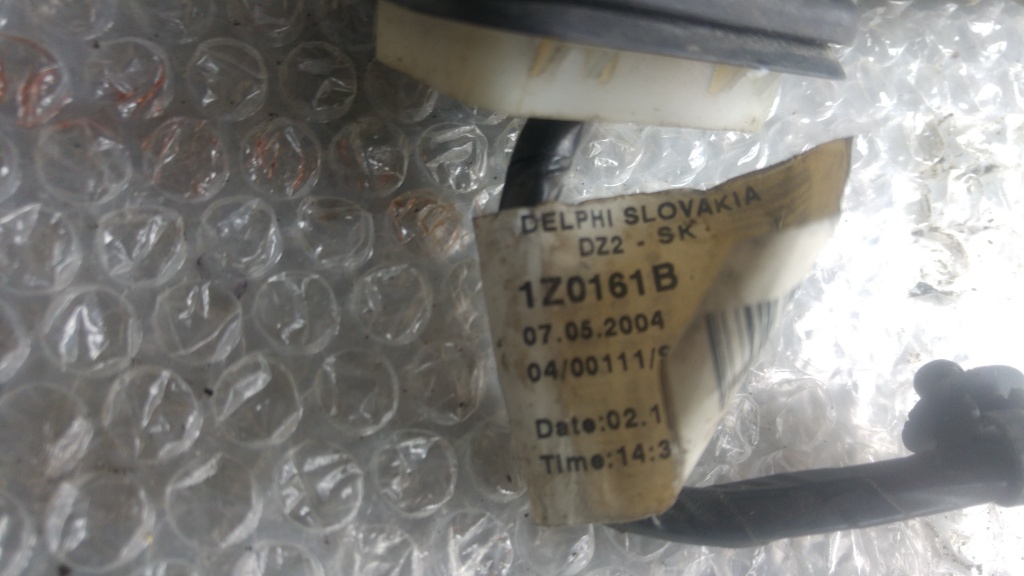 DELPHI SLOVAKIA
DZ2 - SK
1Z0161B
07.05.2004
04/00111/
Date:02.1
Time:14:3